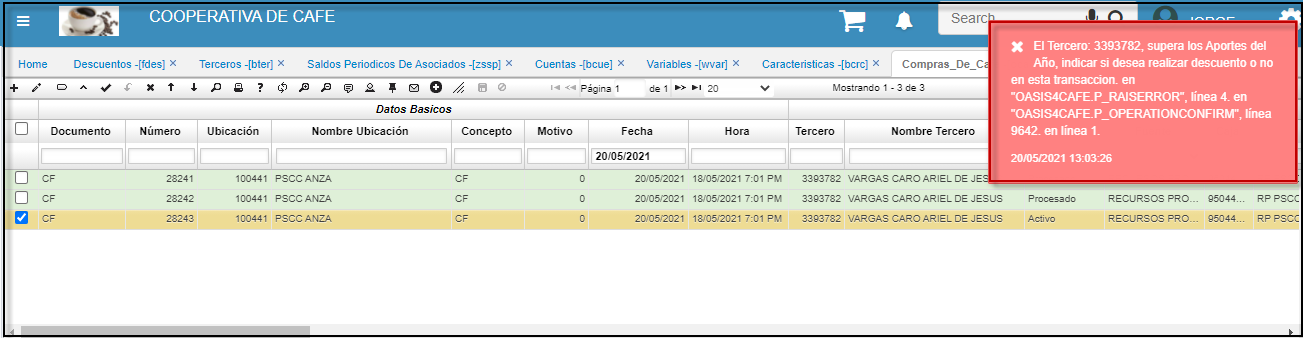 COOPERATIVA DE CAFE
Search
Home Descuentos -[fdes] × Terceros -[bter] × Saldos Periodicos De Asociados -[zssp] × Cuentas -[bcue] × Variables -[wvar] × Caracteristicas -[bcrc] × Compras_De_Ca
Página 1 de 1 20 Mostrando 1 - 3 de 3
Datos Basicos
Documento Número Ubicación Nombre Ubicación Concepto Motivo Fecha Hora Tercero Nombre Tercero
20/05/2021
CF 28241 100441 PSCC ANZA CF 0 20/05/2021 18/05/2021 7:01 PM 3393782 VARGAS CARO ARIEL DE JES
CF 28242 100441 PSCC ANZA CF 0 20/05/2021 18/05/2021 7:01 PM 3393782 VARGAS CARO ARIEL DE JESUS Procesado RECURSOS PRO... 95044... RP PSCC
CF 28243 100441 PSCC ANZA CF 0 20/05/2021 18/05/2021 7:01 PM 3393782 VARGAS CARO ARIEL DE JESUS Activo RECURSOS PRO... 95044... RP PSCC
El Tercero: 3393782, supera los Aportes del
Año, indicar si desea realizar descuento o no
en esta transaccion. en
"OASIS4CAFE.P_RAISERROR", línea 4. en
"OASIS4CAFE.P_OPERATIONCONFIRM", línea
9642. en línea 1.
20/05/2021 13:03:26